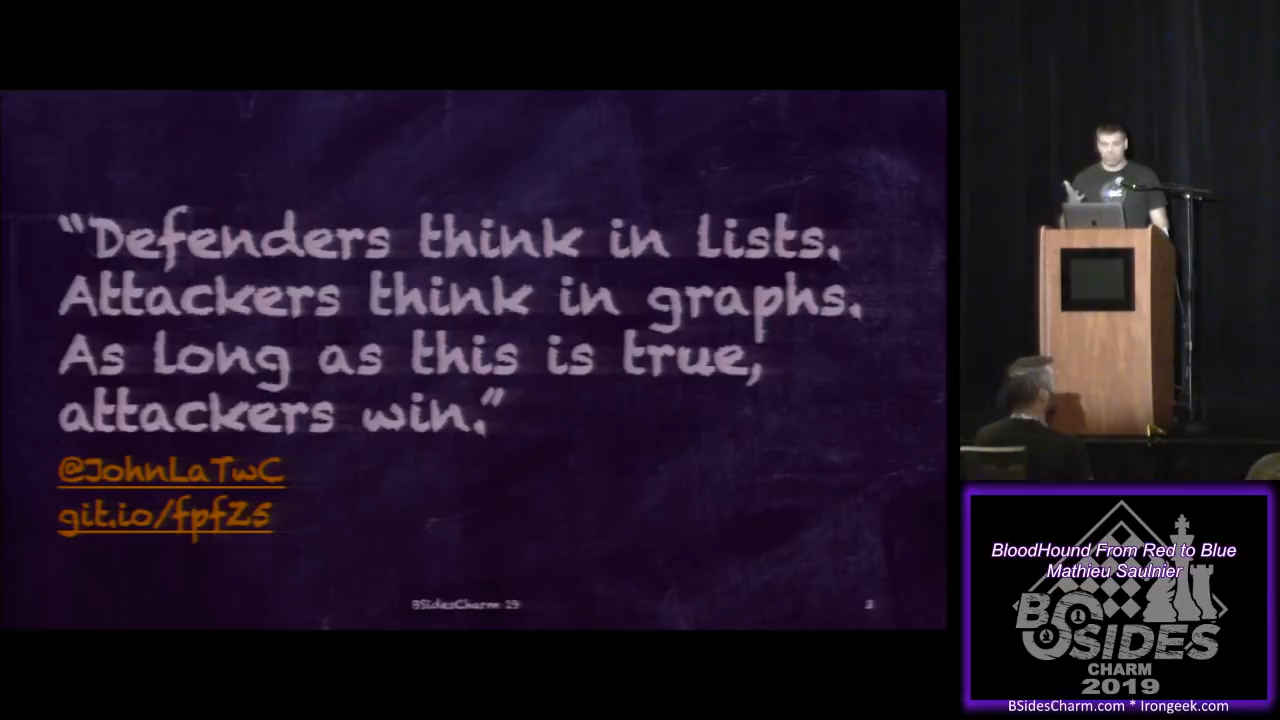 “Defenders think in lists.
Attackers think in graphs.
As long as this is true,
attackers win.”
@JohnLaTwC
git.io/fpfZ5
BSidesCharm 19
BloodHound From Red to Blue
Mathieu Saulnier
BSIDES
CHARM
2019
BSidesCharm.com * Irongeek.com